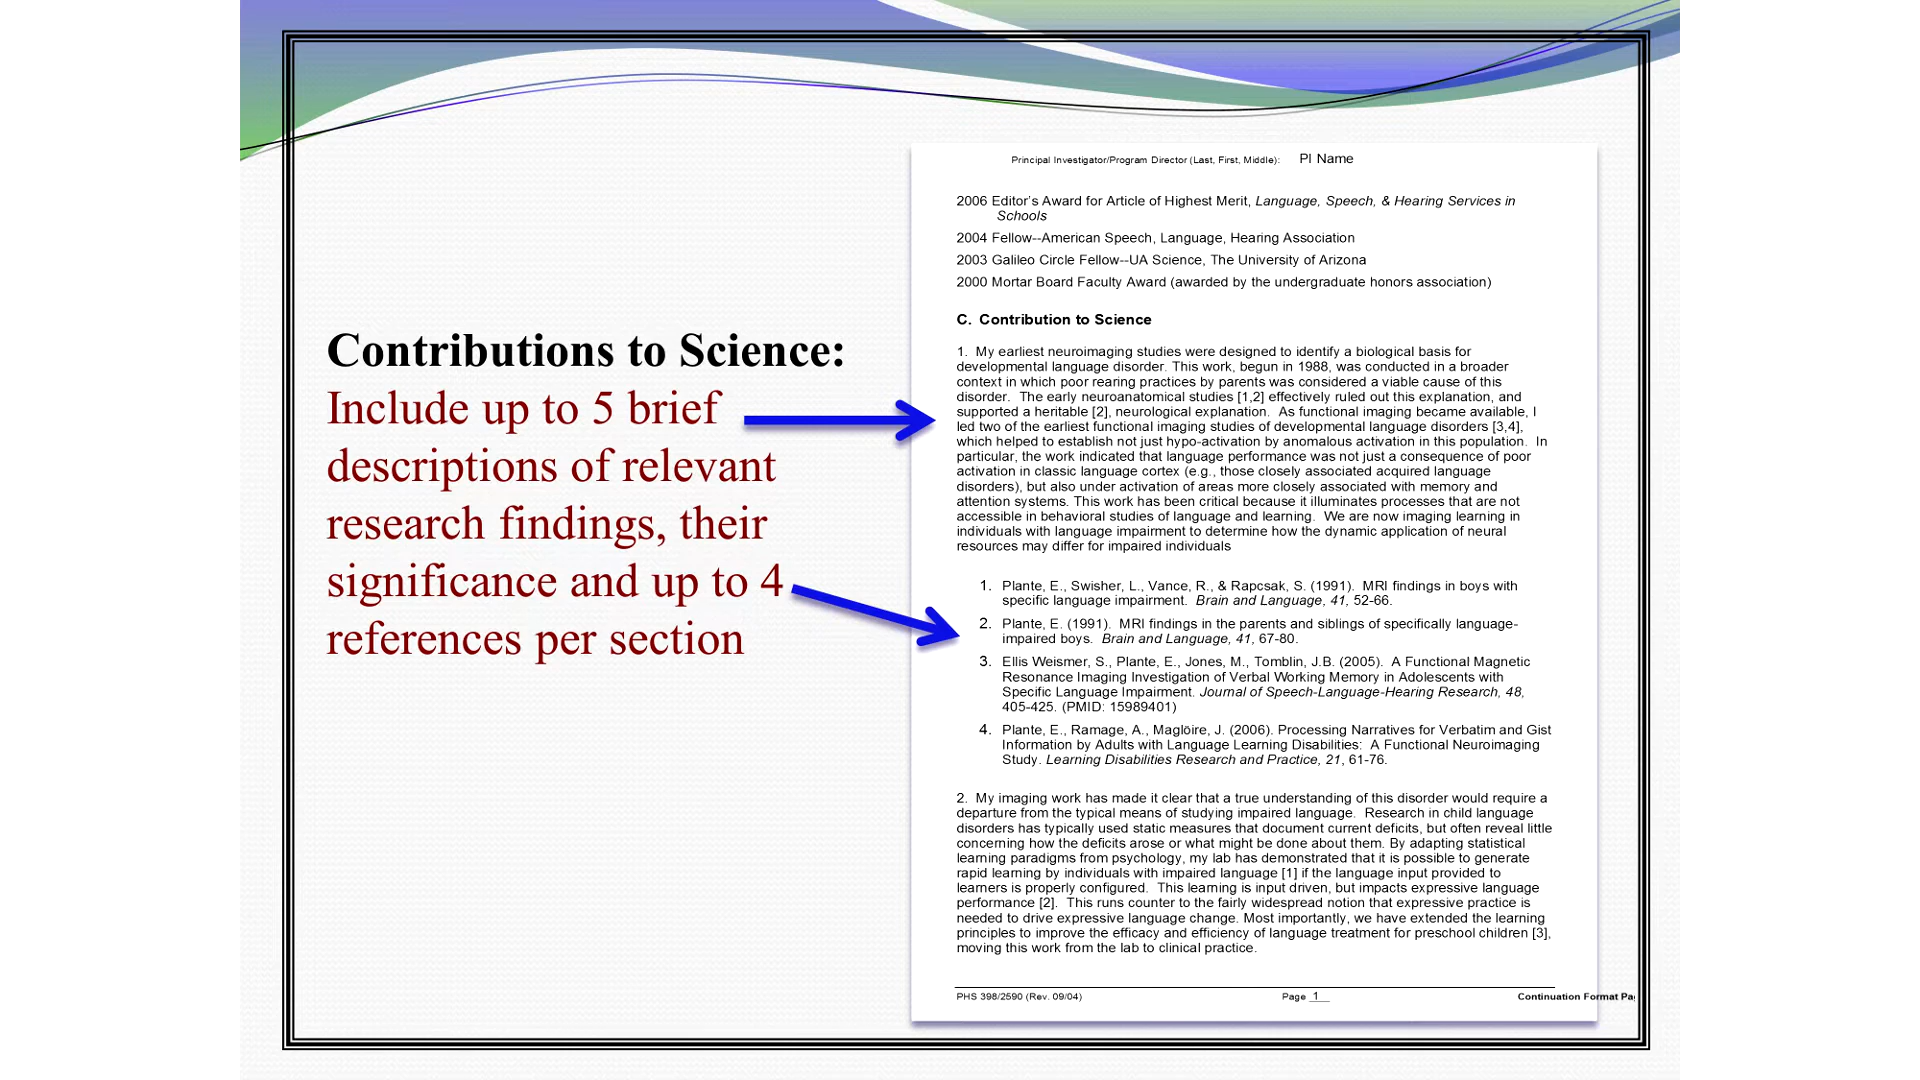 Contributions to Science:
Include up to 5 brief
descriptions of relevant
research findings, their
significance and up to 4
references per section
Principal Investigator/Program Director (Last, First, Middle): PI Name
2006 Editor’s Award for Article of Highest Merit, Language, Speech, & Hearing Services in
Schools
2004 Fellow--American Speech, Language, Hearing Association
2003 Galileo Circle Fellow--UA Science, The University of Arizona
2000 Mortar Board Faculty Award (awarded by the undergraduate honors association)
C. Contribution to Science
1. My earliest neuroimaging studies were designed to identify a biological basis for
developmental language disorder. This work, begun in 1988, was conducted in a broader
context in which poor rearing practices by parents was considered a viable cause of this
disorder. The early neuroanatomical studies [1,2] effectively ruled out this explanation, and
supported a heritable [2], neurological explanation. As functional imaging became available, I
led two of the earliest functional imaging studies of developmental language disorders [3,4],
which helped to establish not just hypo-activation by anomalous activation in this population. In
particular, the work indicated that language performance was not just a consequence of poor
activation in classic language cortex (e.g., those closely associated acquired language
disorders), but also under activation of areas more closely associated with memory and
attention systems. This work has been critical because it illuminates processes that are not
accessible in behavioral studies of language and learning. We are now imaging learning in
individuals with language impairment to determine how the dynamic application of neural
resources may differ for impaired individuals
1. Plante, E., Swisher, L., Vance, R., & Rapcsak, S. (1991). MRI findings in boys with
specific language impairment. Brain and Language, 41, 52-66.
2. Plante, E. (1991). MRI findings in the parents and siblings of specifically language-
impaired boys. Brain and Language, 41, 67-80.
3. Ellis Weismer, S., Plante, E., Jones, M., Tomblin, J.B. (2005). A Functional Magnetic
Resonance Imaging Investigation of Verbal Working Memory in Adolescents with
Specific Language Impairment. Journal of Speech-Language-Hearing Research, 48,
405-425. (PMID: 15989401)
4. Plante, E., Ramage, A., Maglöire, J. (2006). Processing Narratives for Verbatim and Gist
Information by Adults with Language Learning Disabilities: A Functional Neuroimaging
Study. Learning Disabilities Research and Practice, 21, 61-76.
2. My imaging work has made it clear that a true understanding of this disorder would require a
departure from the typical means of studying impaired language. Research in child language
disorders has typically used static measures that document current deficits, but often reveal little
concerning how the deficits arose or what might be done about them. By adapting statistical
learning paradigms from psychology, my lab has demonstrated that it is possible to generate
rapid learning by individuals with impaired language [1] if the language input provided to
learners is properly configured. This learning is input driven, but impacts expressive language
performance [2]. This runs counter to the fairly widespread notion that expressive practice is
needed to drive expressive language change. Most importantly, we have extended the learning
principles to improve the efficacy and efficiency of language treatment for preschool children [3],
moving this work from the lab to clinical practice.
PHS 398/2590 (Rev. 09/04) Page 1 Continuation Format Pa